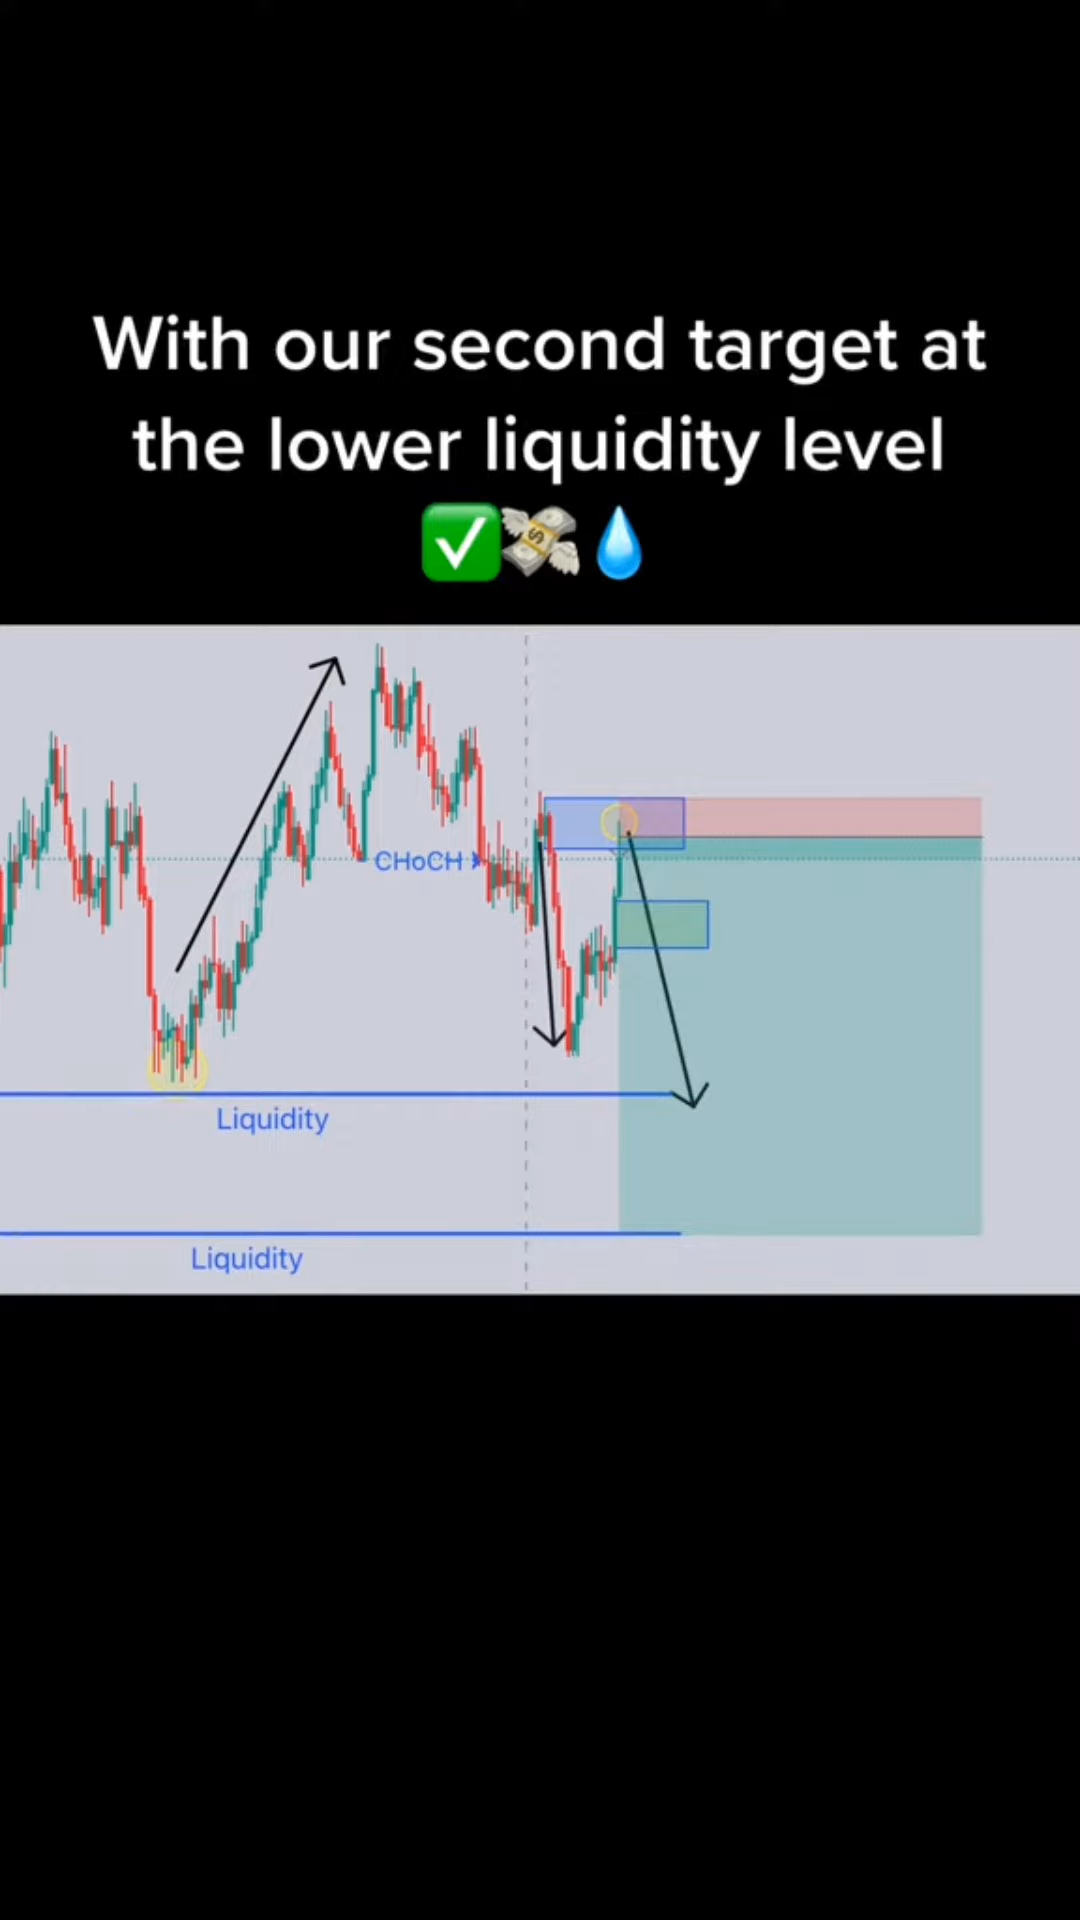 With our second target at
the lower liquidity level
✅💸💧
CHoCH x
Liquidity
Liquidity